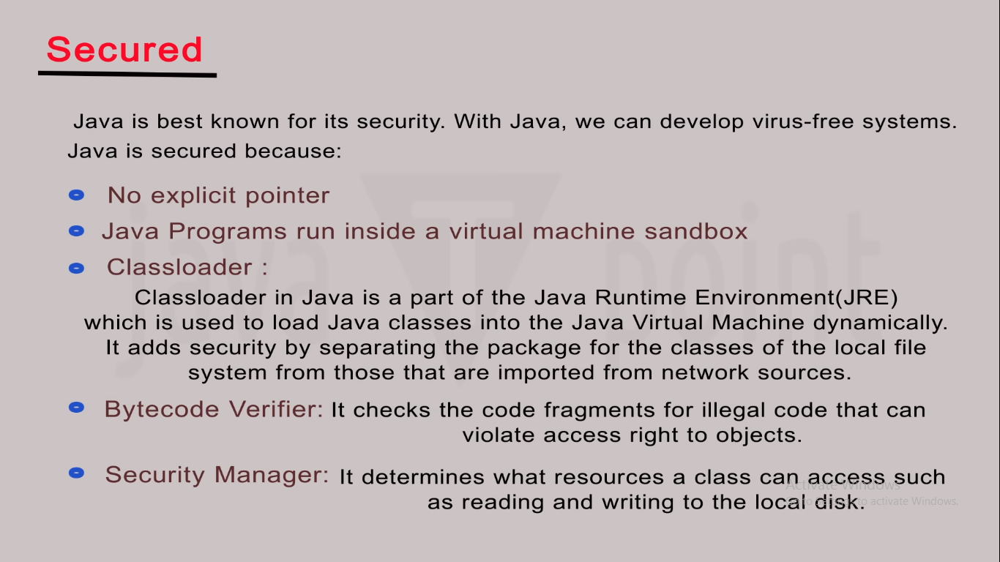 Secured
Java is best known for its security. With Java, we can develop virus-free systems.
Java is secured because:
No explicit pointer
Java Programs run inside a virtual machine sandbox
Classloader :
Classloader in Java is a part of the Java Runtime Environment(JRE)
which is used to load Java classes into the Java Virtual Machine dynamically.
It adds security by separating the package for the classes of the local file
system from those that are imported from network sources.
Bytecode Verifier: It checks the code fragments for illegal code that can
violate access right to objects.
Security Manager: It determines what resources a class can access such
as reading and writing to the local disk.
Activate Windows
Go to Settings to activate Windows.
java T point